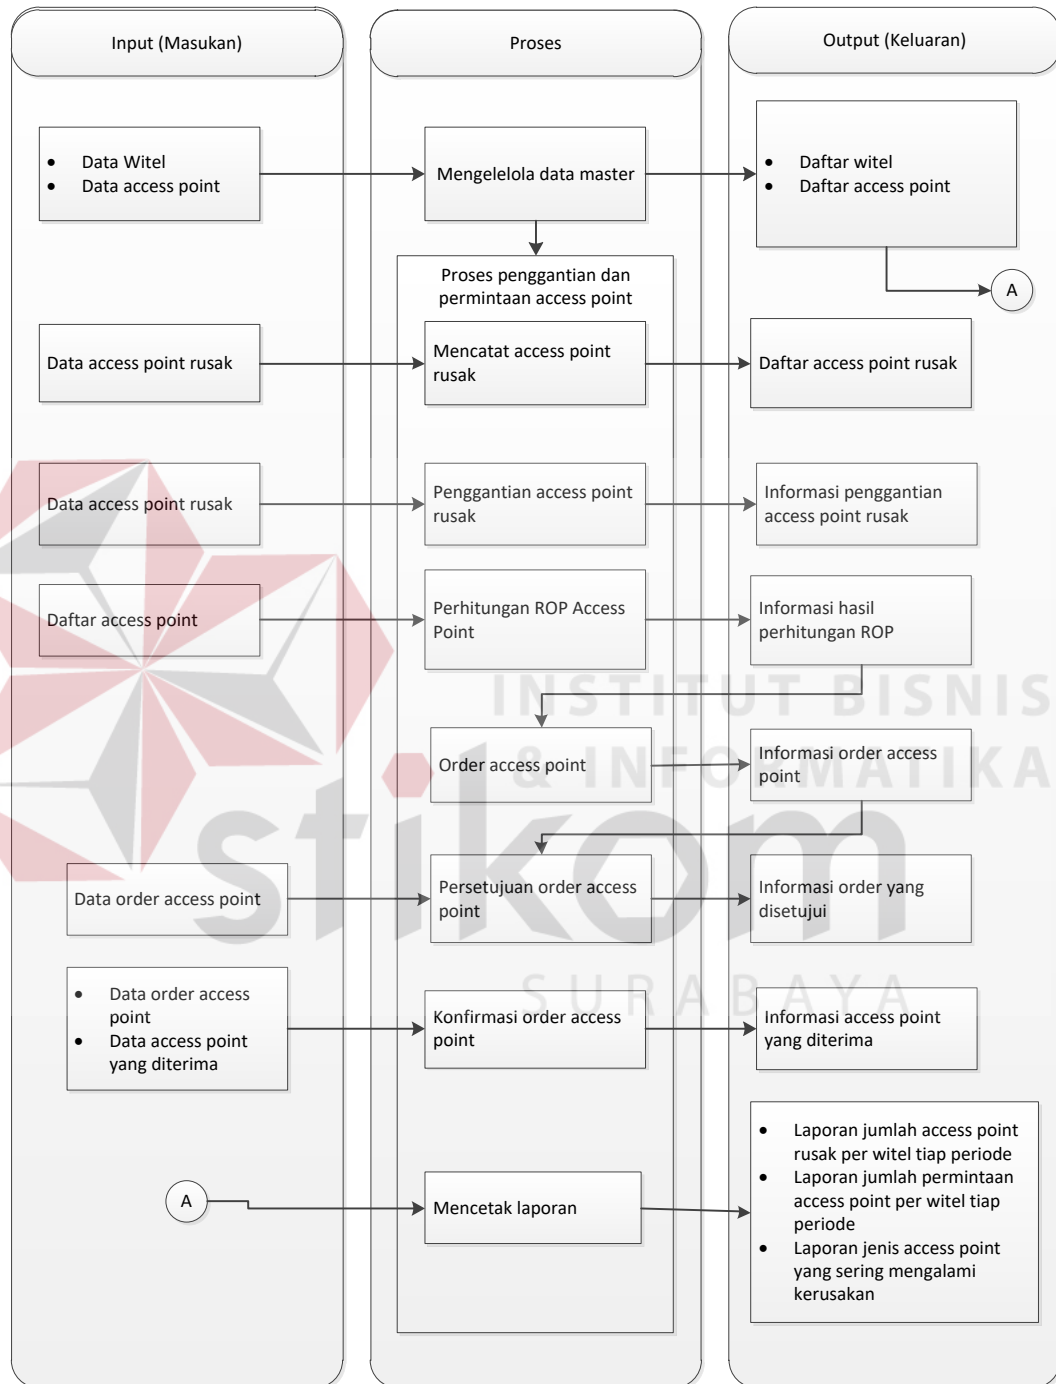 Input (Masukan)
Proses
Output (Keluaran)
• Data Witel
• Data access point
Mengelelola data master
• Daftar witel
• Daftar access point
A
Proses penggantian dan
permintaan access point
Data access point rusak
Mencatat access point
rusak
Daftar access point rusak
Data access point rusak
Penggantian access point
rusak
Informasi penggantian
access point rusak
Daftar access point
Perhitungan ROP Access
Point
Informasi hasil
perhitungan ROP
INSTITUT BISNIS
& INFORMATIKA
stikom
SURABAYA
Order access point
Informasi order access
point
Data order access point
Persetujuan order access
point
Informasi order yang
disetujui
• Data order access
point
• Data access point
yang diterima
Konfirmasi order access
point
Informasi access point
yang diterima
A
Mencetak laporan
• Laporan jumlah access point
rusak per witel tiap periode
• Laporan jumlah permintaan
access point per witel tiap
periode
• Laporan jenis access point
yang sering mengalami
kerusakan